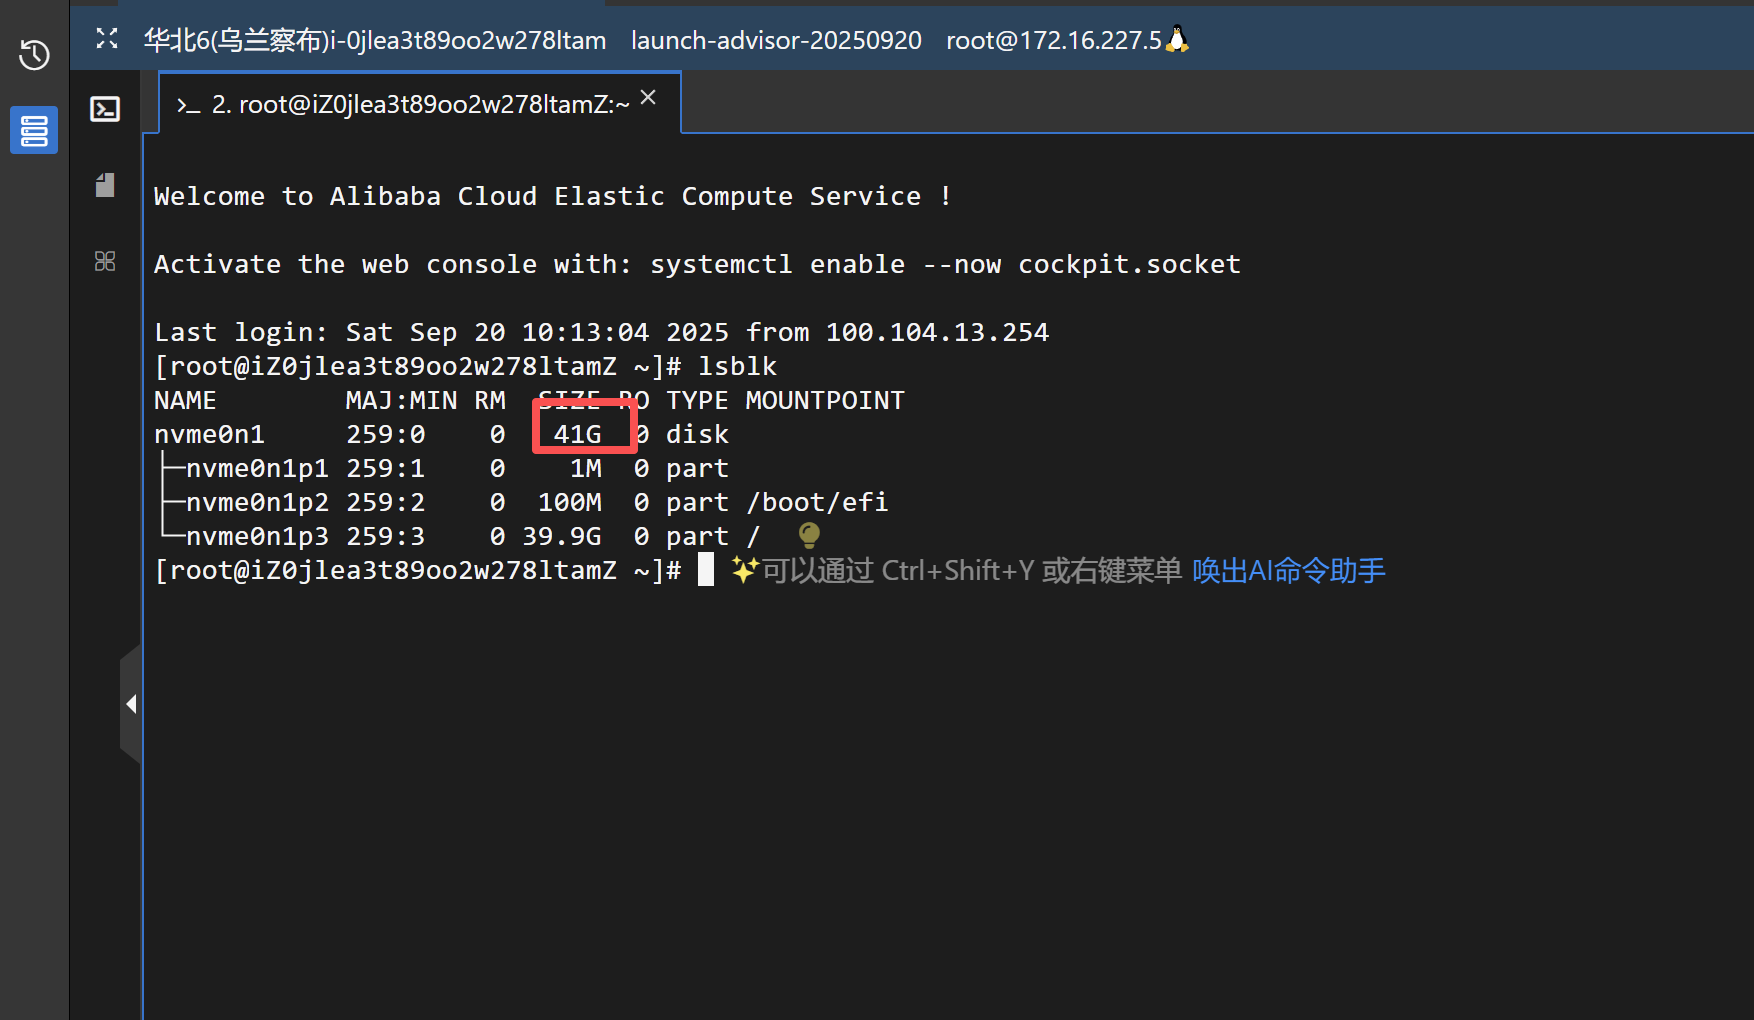 华北6(乌兰察布)i-0jlea3t89oo2w278ltam launch-advisor-20250920 root@172.16.227.5
>_ 2. root@iZ0jlea3t89oo2w278ltamZ:~ ×
Welcome to Alibaba Cloud Elastic Compute Service !
Activate the web console with: systemctl enable --now cockpit.socket
Last login: Sat Sep 20 10:13:04 2025 from 100.104.13.254
[root@iZ0jlea3t89oo2w278ltamZ ~]# lsblk
NAME        MAJ:MIN RM  SIZE RO TYPE MOUNTPOINT
nvme0n1     259:0    0   41G  0 disk
├─nvme0n1p1 259:1    0    1M  0 part
├─nvme0n1p2 259:2    0  100M  0 part /boot/efi
└─nvme0n1p3 259:3    0 39.9G  0 part /
[root@iZ0jlea3t89oo2w278ltamZ ~]# ✨可以通过 Ctrl+Shift+Y 或右键菜单 唤出AI命令助手